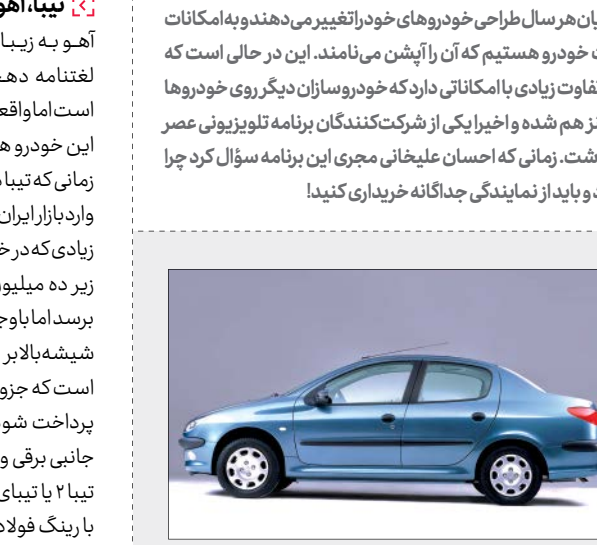 یان هر سال طراحی خودروهای خود را تغییر می‌دهند و به امکانات
خودرو هستیم که آن را آپشن می‌نامند. این در حالی است که
تفاوت زیادی با امکاناتی دارد که خودروسازان دیگر روی خودروها
هم شده و اخیرا یکی از شرکت‌کنندگان برنامه تلویزیونی عصر
زمانی که احسان علیخانی مجری این برنامه سؤال کرد چرا
و باید از نمایندگی جداگانه خریداری کنید!
تیبا، آهو
آهو به زیبا
لغتنامه دهخ
است اما واقع
این خودرو ه
زمانی که تیبا
وارد بازار ایران
زیادی که در خ
زیر ده میلیو
برسد اما با وج
شیشه بالابر
است که جزو
پرداخت شو
جانبی برقی و
تیبا ۲ یا تیبای
با رینگ فولاد